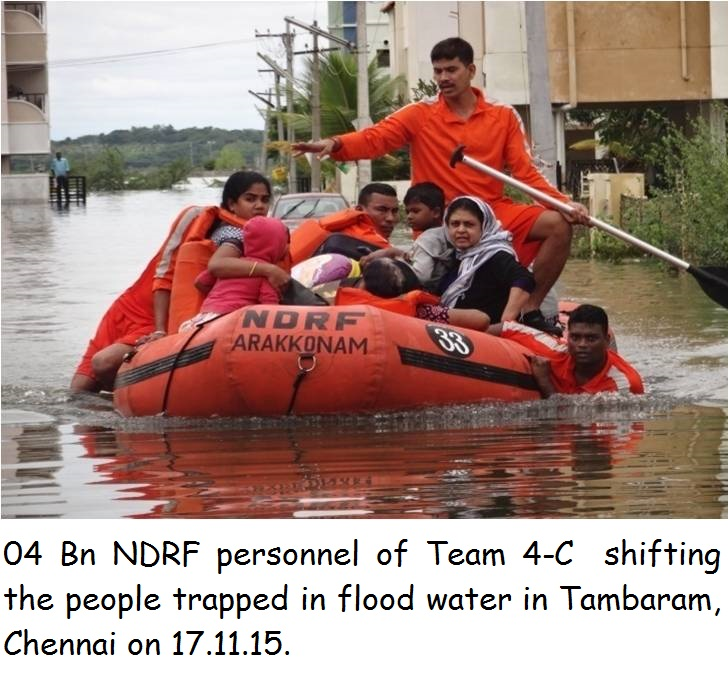 NDRF
ARAKKONAM
33
04 Bn NDRF personnel of Team 4-C shifting
the people trapped in flood water in Tambaram,
Chennai on 17.11.15.